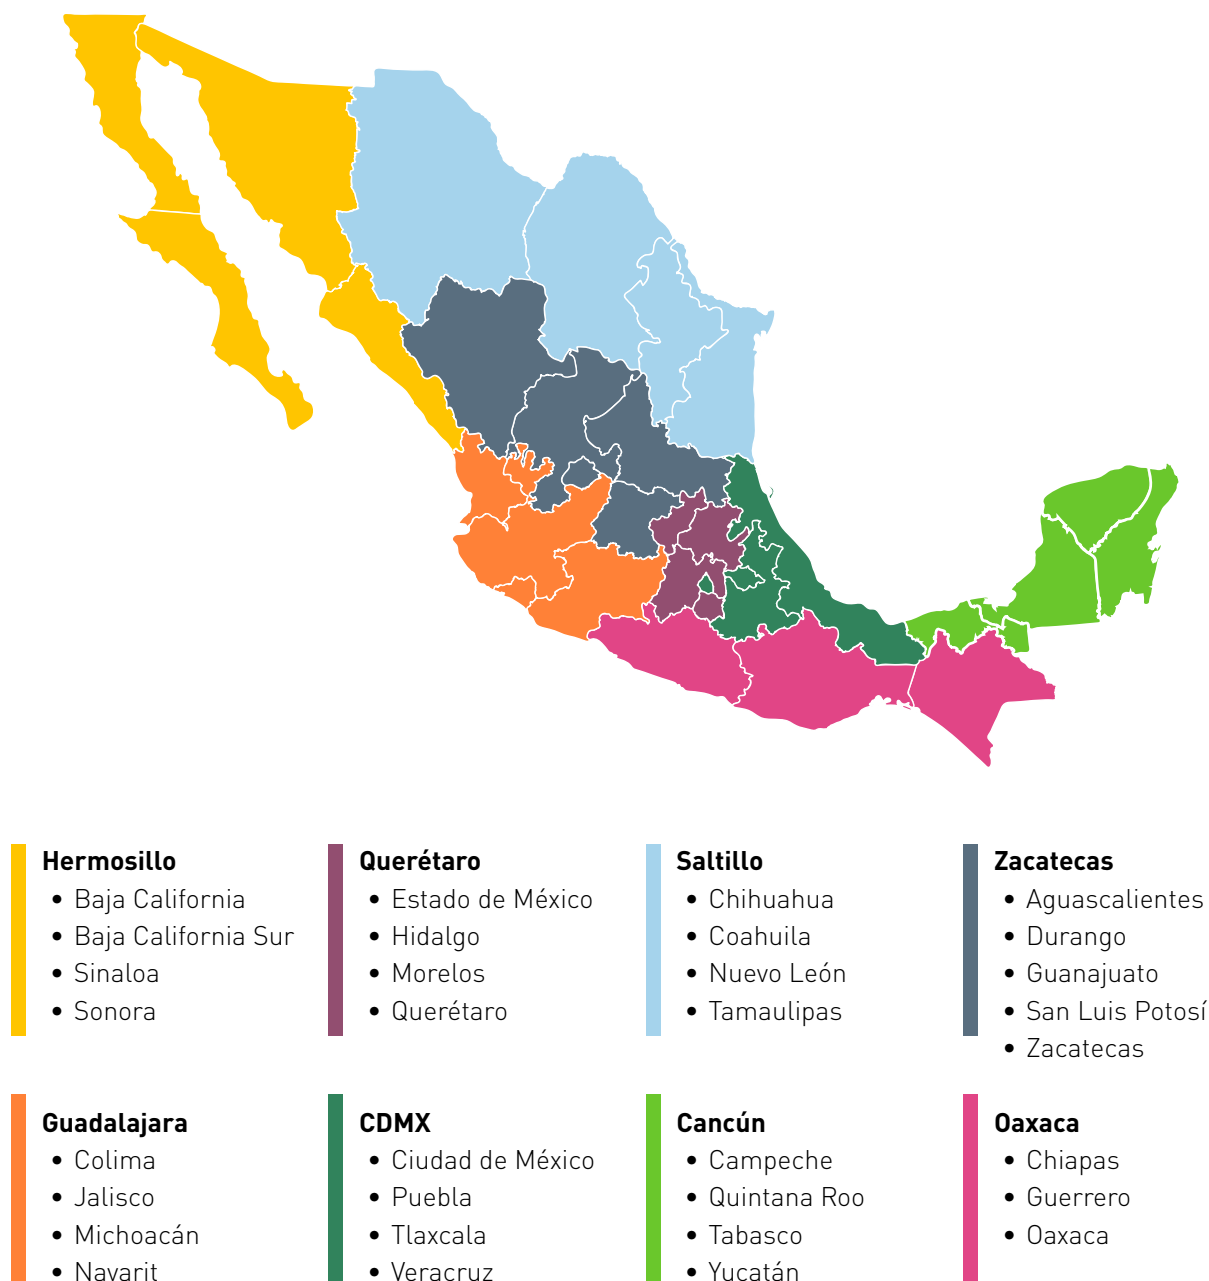 Hermosillo
• Baja California
• Baja California Sur
• Sinaloa
• Sonora
Querétaro
• Estado de México
• Hidalgo
• Morelos
• Querétaro
Saltillo
• Chihuahua
• Coahuila
• Nuevo León
• Tamaulipas
Zacatecas
• Aguascalientes
• Durango
• Guanajuato
• San Luis Potosí
• Zacatecas
Guadalajara
• Colima
• Jalisco
• Michoacán
• Nayarit
CDMX
• Ciudad de México
• Puebla
• Tlaxcala
• Veracruz
Cancún
• Campeche
• Quintana Roo
• Tabasco
• Yucatán
Oaxaca
• Chiapas
• Guerrero
• Oaxaca